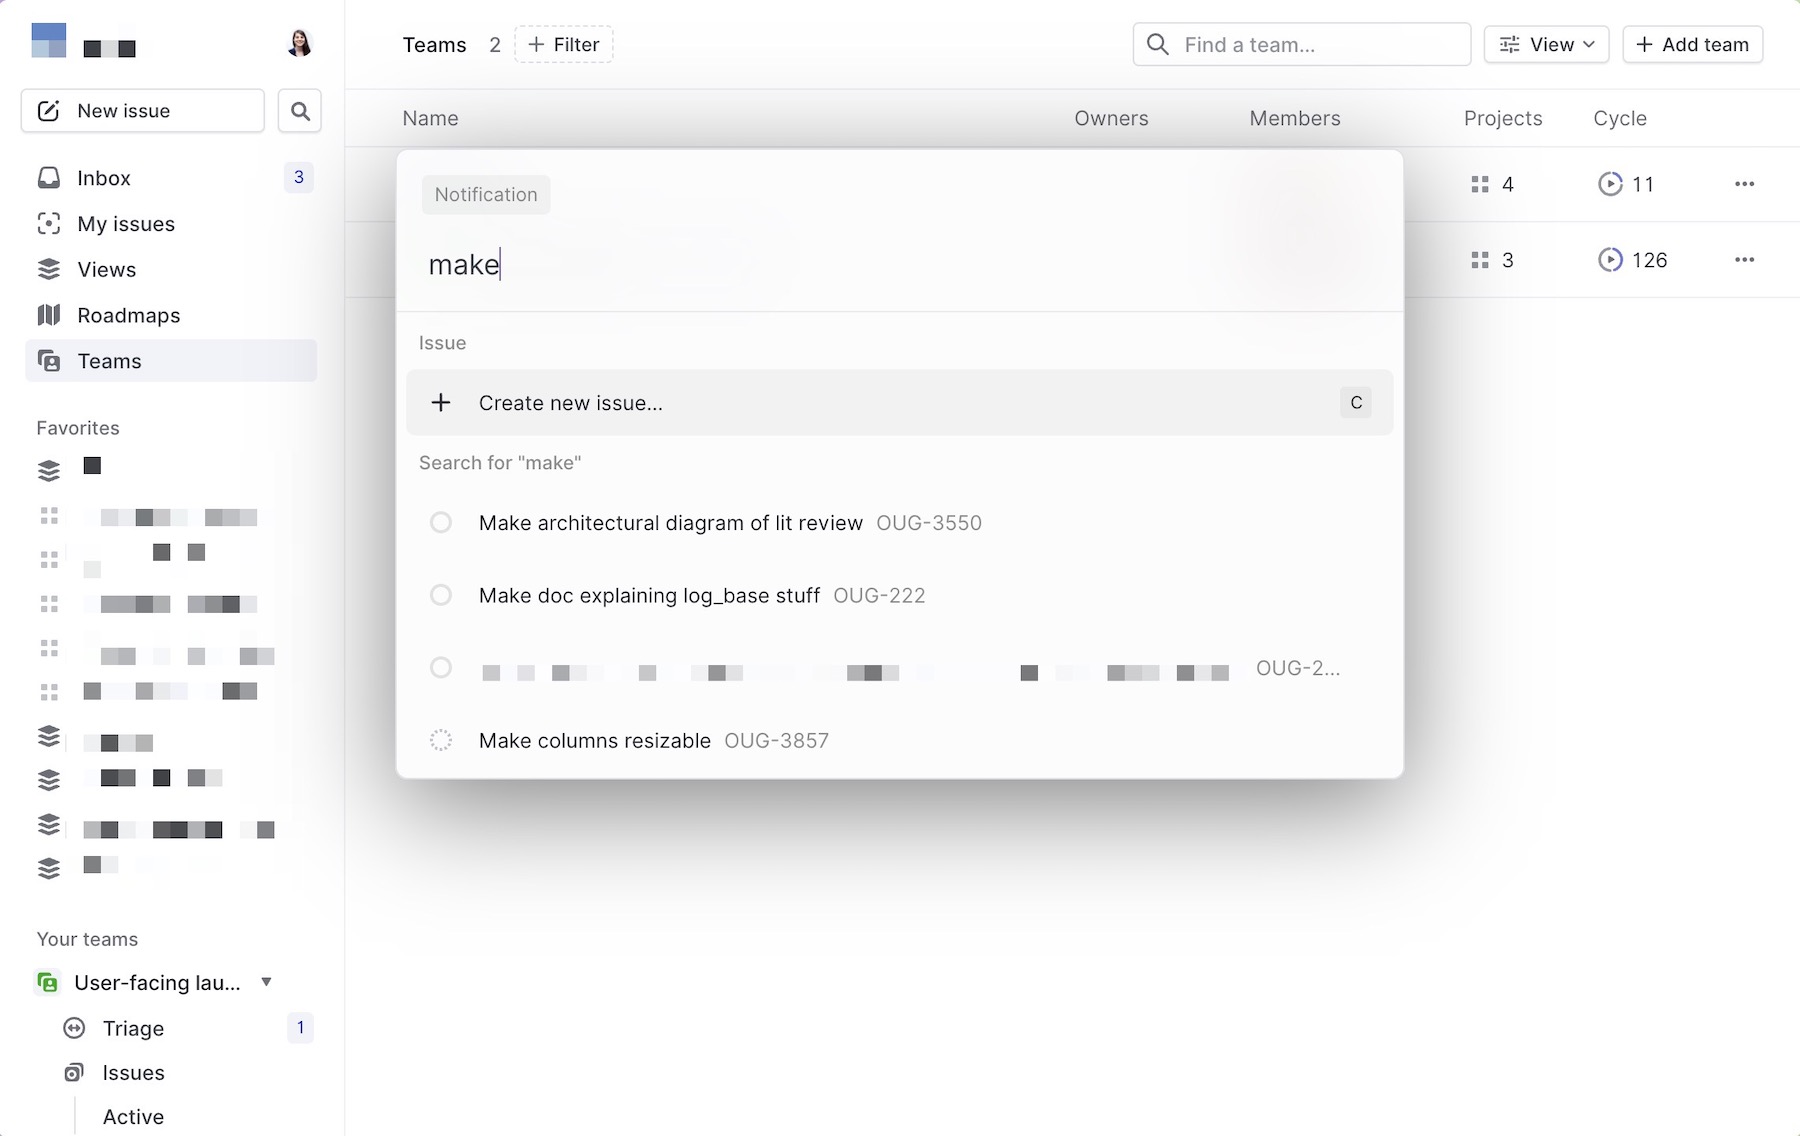 New issue
Inbox 3
My issues
Views
Roadmaps
Teams
Favorites
Your teams
User-facing lau... ▼
Triage 1
Issues
Active
Teams 2 + Filter
Find a team...
View
+ Add team
Name Owners Members Projects Cycle
4 11 •••
3 126 •••
Notification
make
Issue
+ Create new issue... C
Search for "make"
Make architectural diagram of lit review OUG-3550
Make doc explaining log_base stuff OUG-222
OUG-2...
Make columns resizable OUG-3857